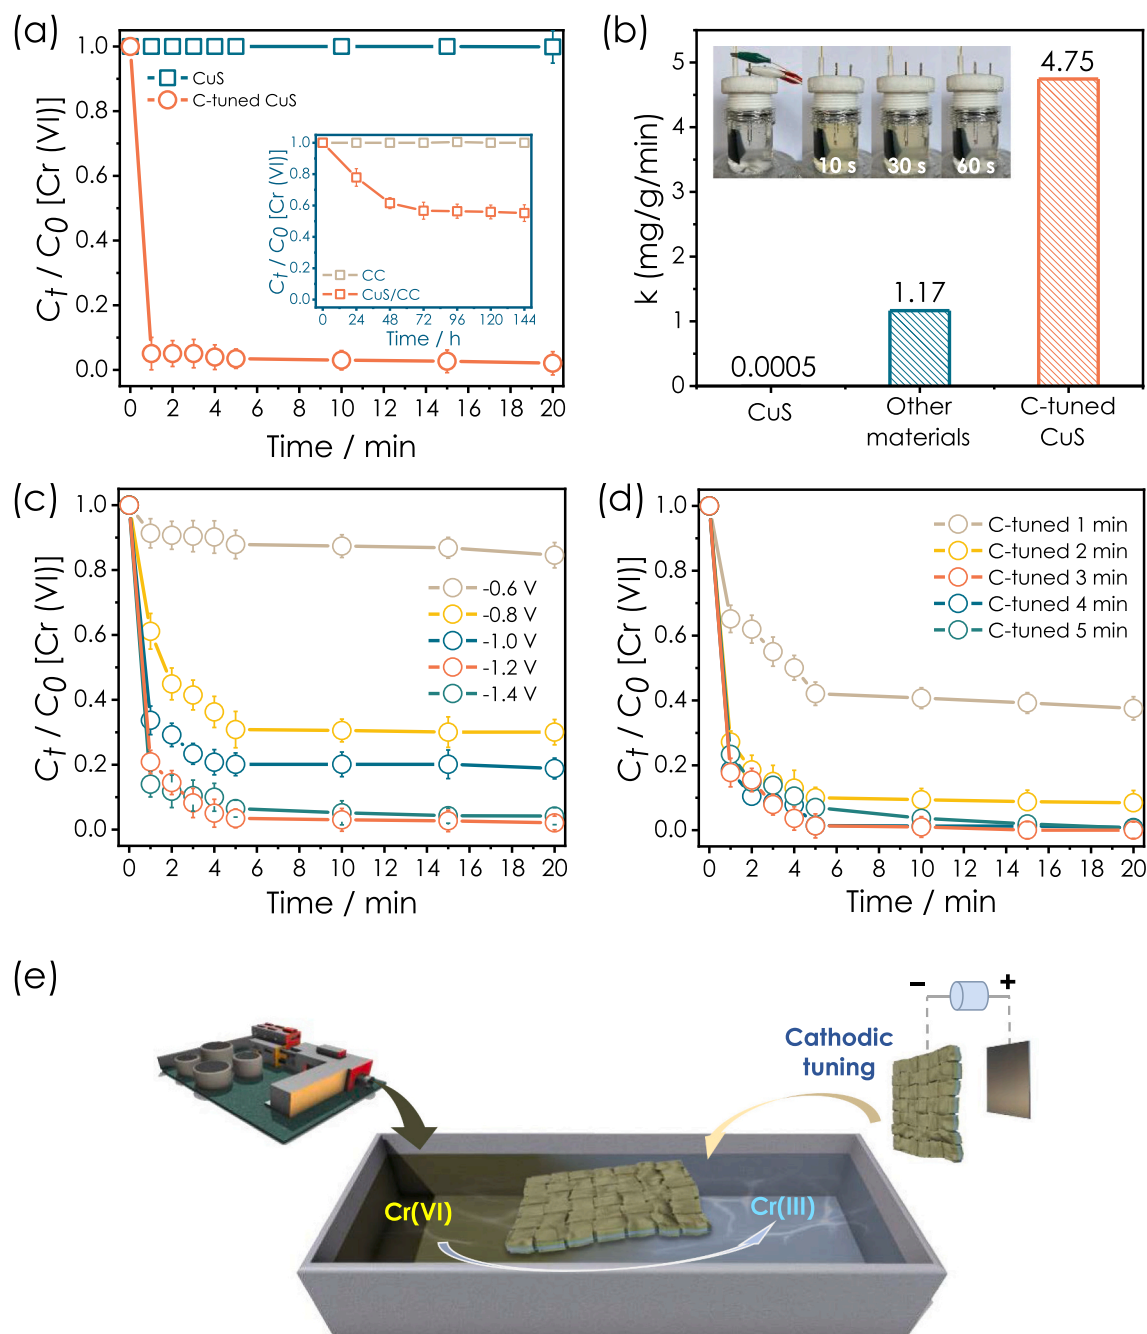 (a)
1.0
0.8
0.6
0.4
0.2
0.0
C_t / C_0 [Cr (VI)]
CuS
C-tuned CuS
1.0
0.8
0.6
0.4
0.2
0.0
C_t / C_0 [Cr (VI)]
CC
CuS/CC
0 24 48 72 96 120 144
Time / h
0 2 4 6 8 10 12 14 16 18 20
Time / min
(b)
5
4
3
2
1
0
k (mg/g/min)
10 s 30 s 60 s
4.75
1.17
0.0005
CuS
Other
materials
C-tuned
CuS
(c)
1.0
0.8
0.6
0.4
0.2
0.0
C_t / C_0 [Cr (VI)]
-0.6 V
-0.8 V
-1.0 V
-1.2 V
-1.4 V
0 2 4 6 8 10 12 14 16 18 20
Time / min
(d)
1.0
0.8
0.6
0.4
0.2
0.0
C_t / C_0 [Cr (VI)]
C-tuned 1 min
C-tuned 2 min
C-tuned 3 min
C-tuned 4 min
C-tuned 5 min
0 2 4 6 8 10 12 14 16 18 20
Time / min
(e)
− +
Cathodic
tuning
Cr(VI)
Cr(III)